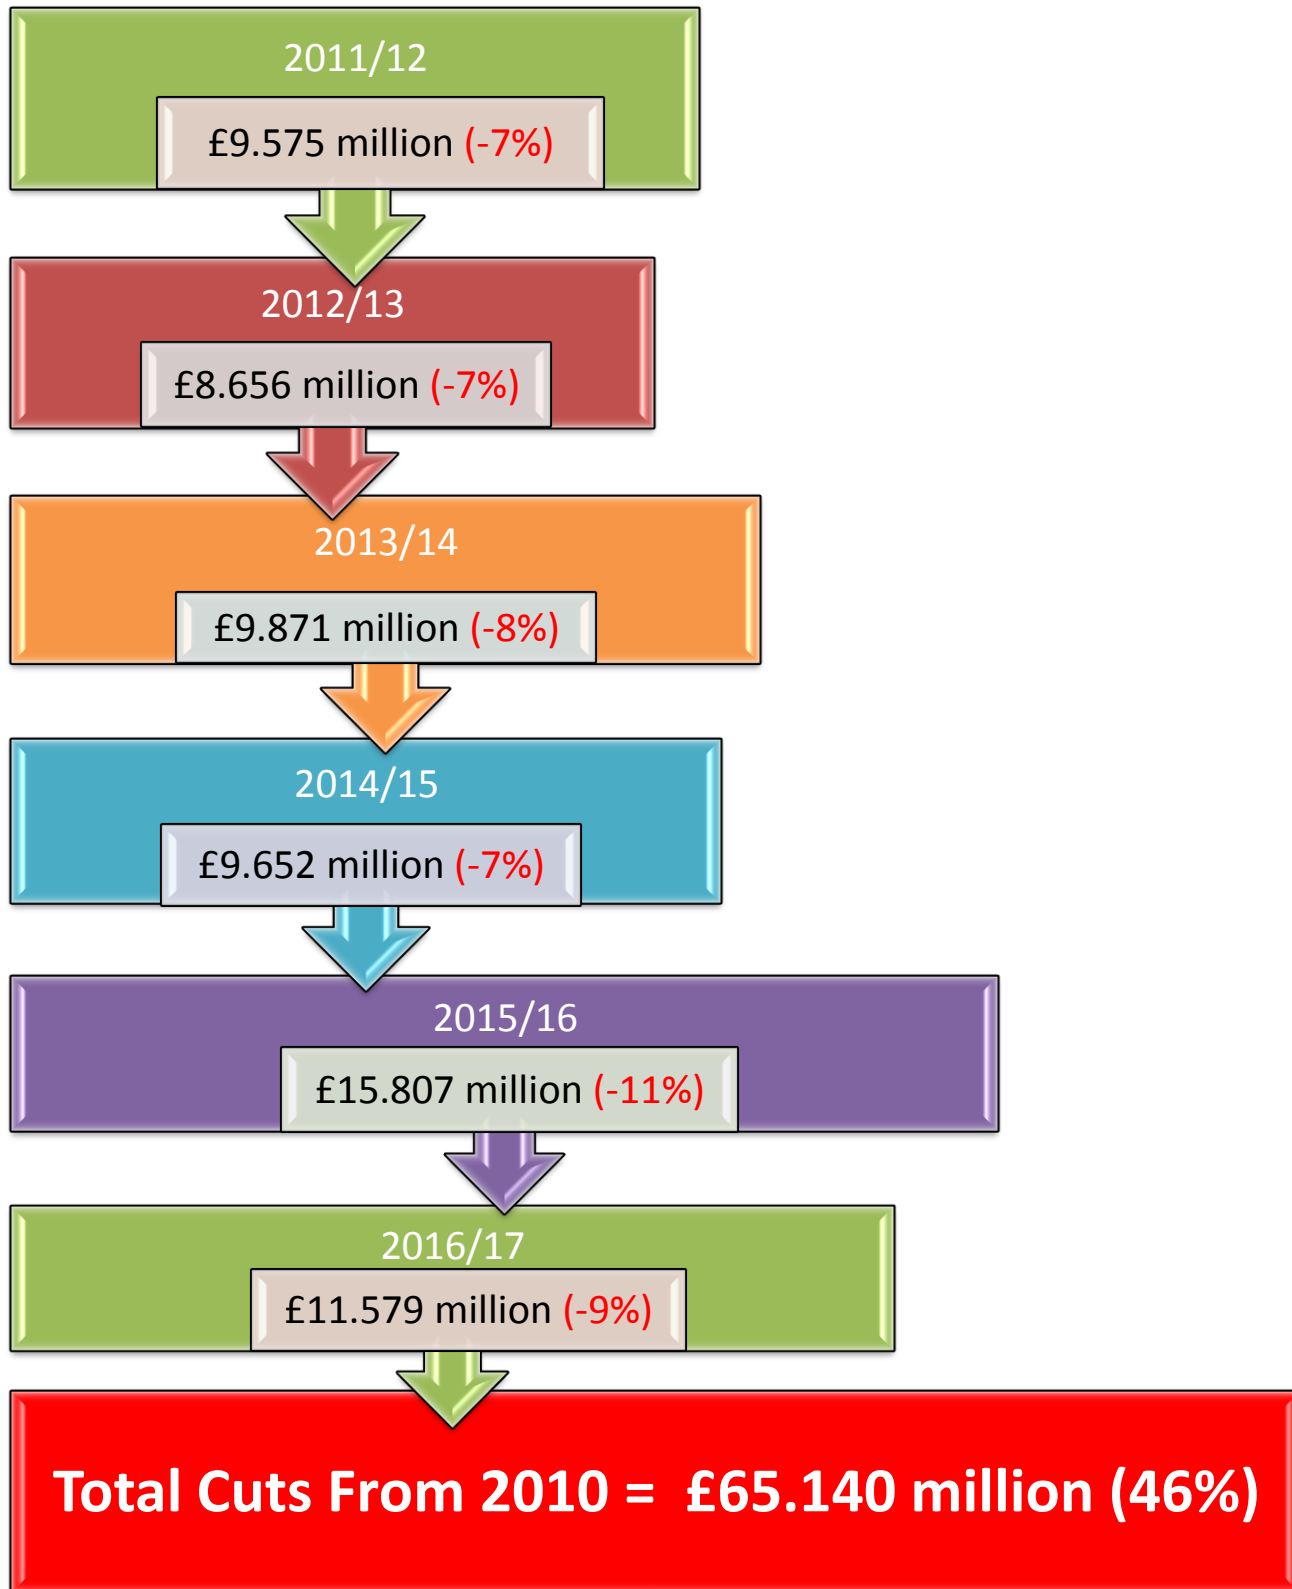 2011/12
£9.575 million (-7%)
2012/13
£8.656 million (-7%)
2013/14
£9.871 million (-8%)
2014/15
£9.652 million (-7%)
2015/16
£15.807 million (-11%)
2016/17
£11.579 million (-9%)
Total Cuts From 2010 = £65.140 million (46%)